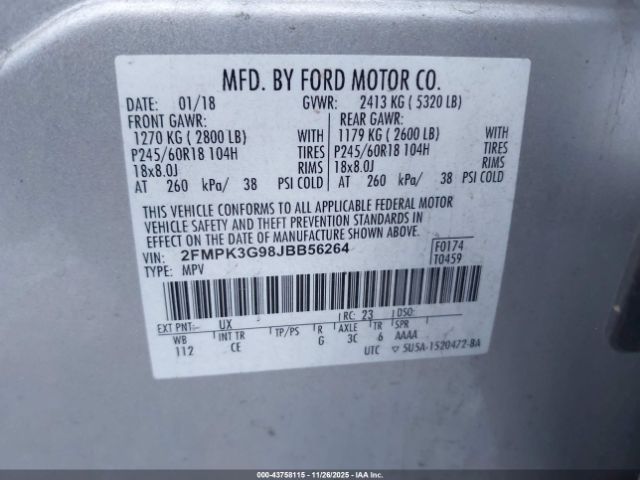 MFD. BY FORD MOTOR CO.
DATE: 01/18 GVWR: 2413 KG ( 5320 LB)
FRONT GAWR: REAR GAWR:
1270 KG ( 2800 LB) WITH 1179 KG ( 2600 LB) WITH
P245/60R18 104H TIRES P245/60R18 104H TIRES
18x8.0J RIMS 18x8.0J RIMS
AT 260 kPa/ 38 PSI COLD AT 260 kPa/ 38 PSI COLD
THIS VEHICLE CONFORMS TO ALL APPLICABLE FEDERAL MOTOR
VEHICLE SAFETY AND THEFT PREVENTION STANDARDS IN
EFFECT ON THE DATE OF MANUFACTURE SHOWN ABOVE.
VIN: 2FMPK3G98JBB56264 F0174
TYPE: MPV T0459
EXT PNT: UX RC: 23 DSO:
WB INT TR TP/PS R AXLE TR SPR
112 CE G 3C 6 AAAA
UTC ▽ 5U5A-1520472-BA
000-43758115 - 11/26/2025 - IAAI.com